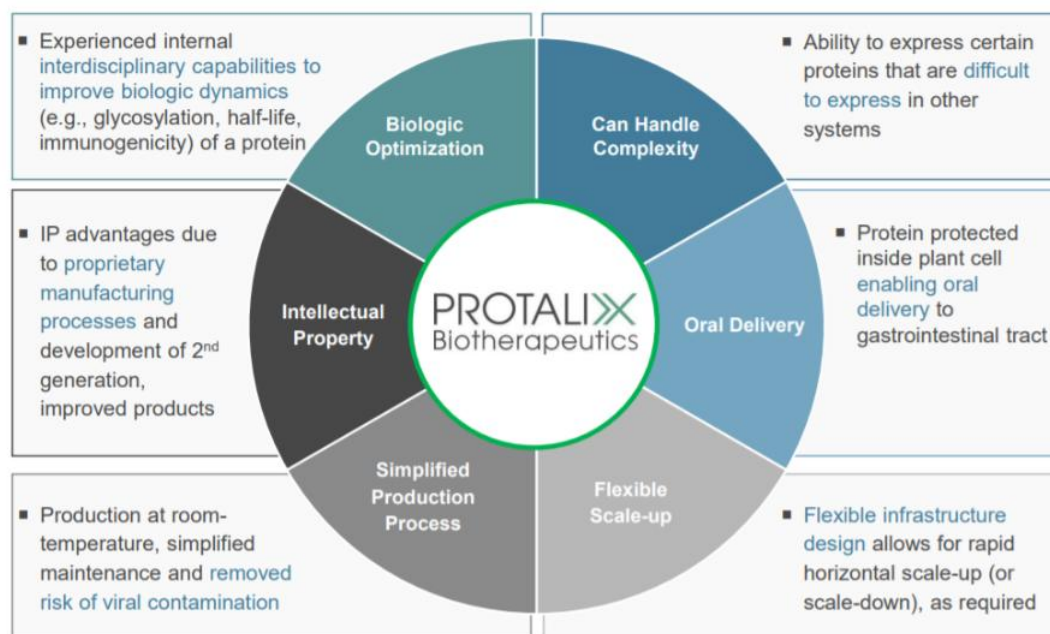 ■ Experienced internal
interdisciplinary capabilities to
improve biologic dynamics
(e.g., glycosylation, half-life,
immunogenicity) of a protein
Biologic
Optimization
Can Handle
Complexity
■ Ability to express certain
proteins that are difficult
to express in other
systems
■ IP advantages due
to proprietary
manufacturing
processes and
development of 2nd
generation,
improved products
Intellectual
Property
PROTALIX
Biotherapeutics
Oral Delivery
■ Protein protected
inside plant cell
enabling oral
delivery to
gastrointestinal tract
■ Production at room-
temperature, simplified
maintenance and removed
risk of viral contamination
Simplified
Production
Process
Flexible
Scale-up
■ Flexible infrastructure
design allows for rapid
horizontal scale-up (or
scale-down), as required